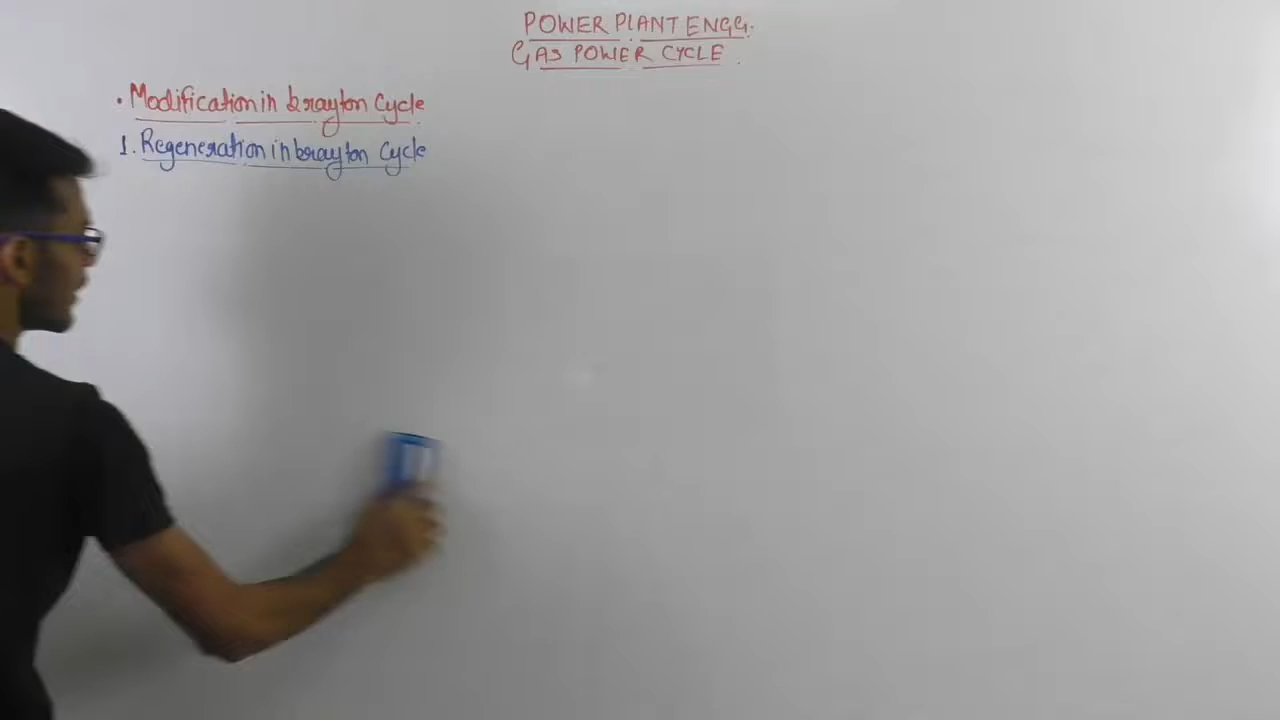 POWER PLANT ENGG.
GAS POWER CYCLE
• Modification in brayton Cycle
1. Regeneration in brayton Cycle